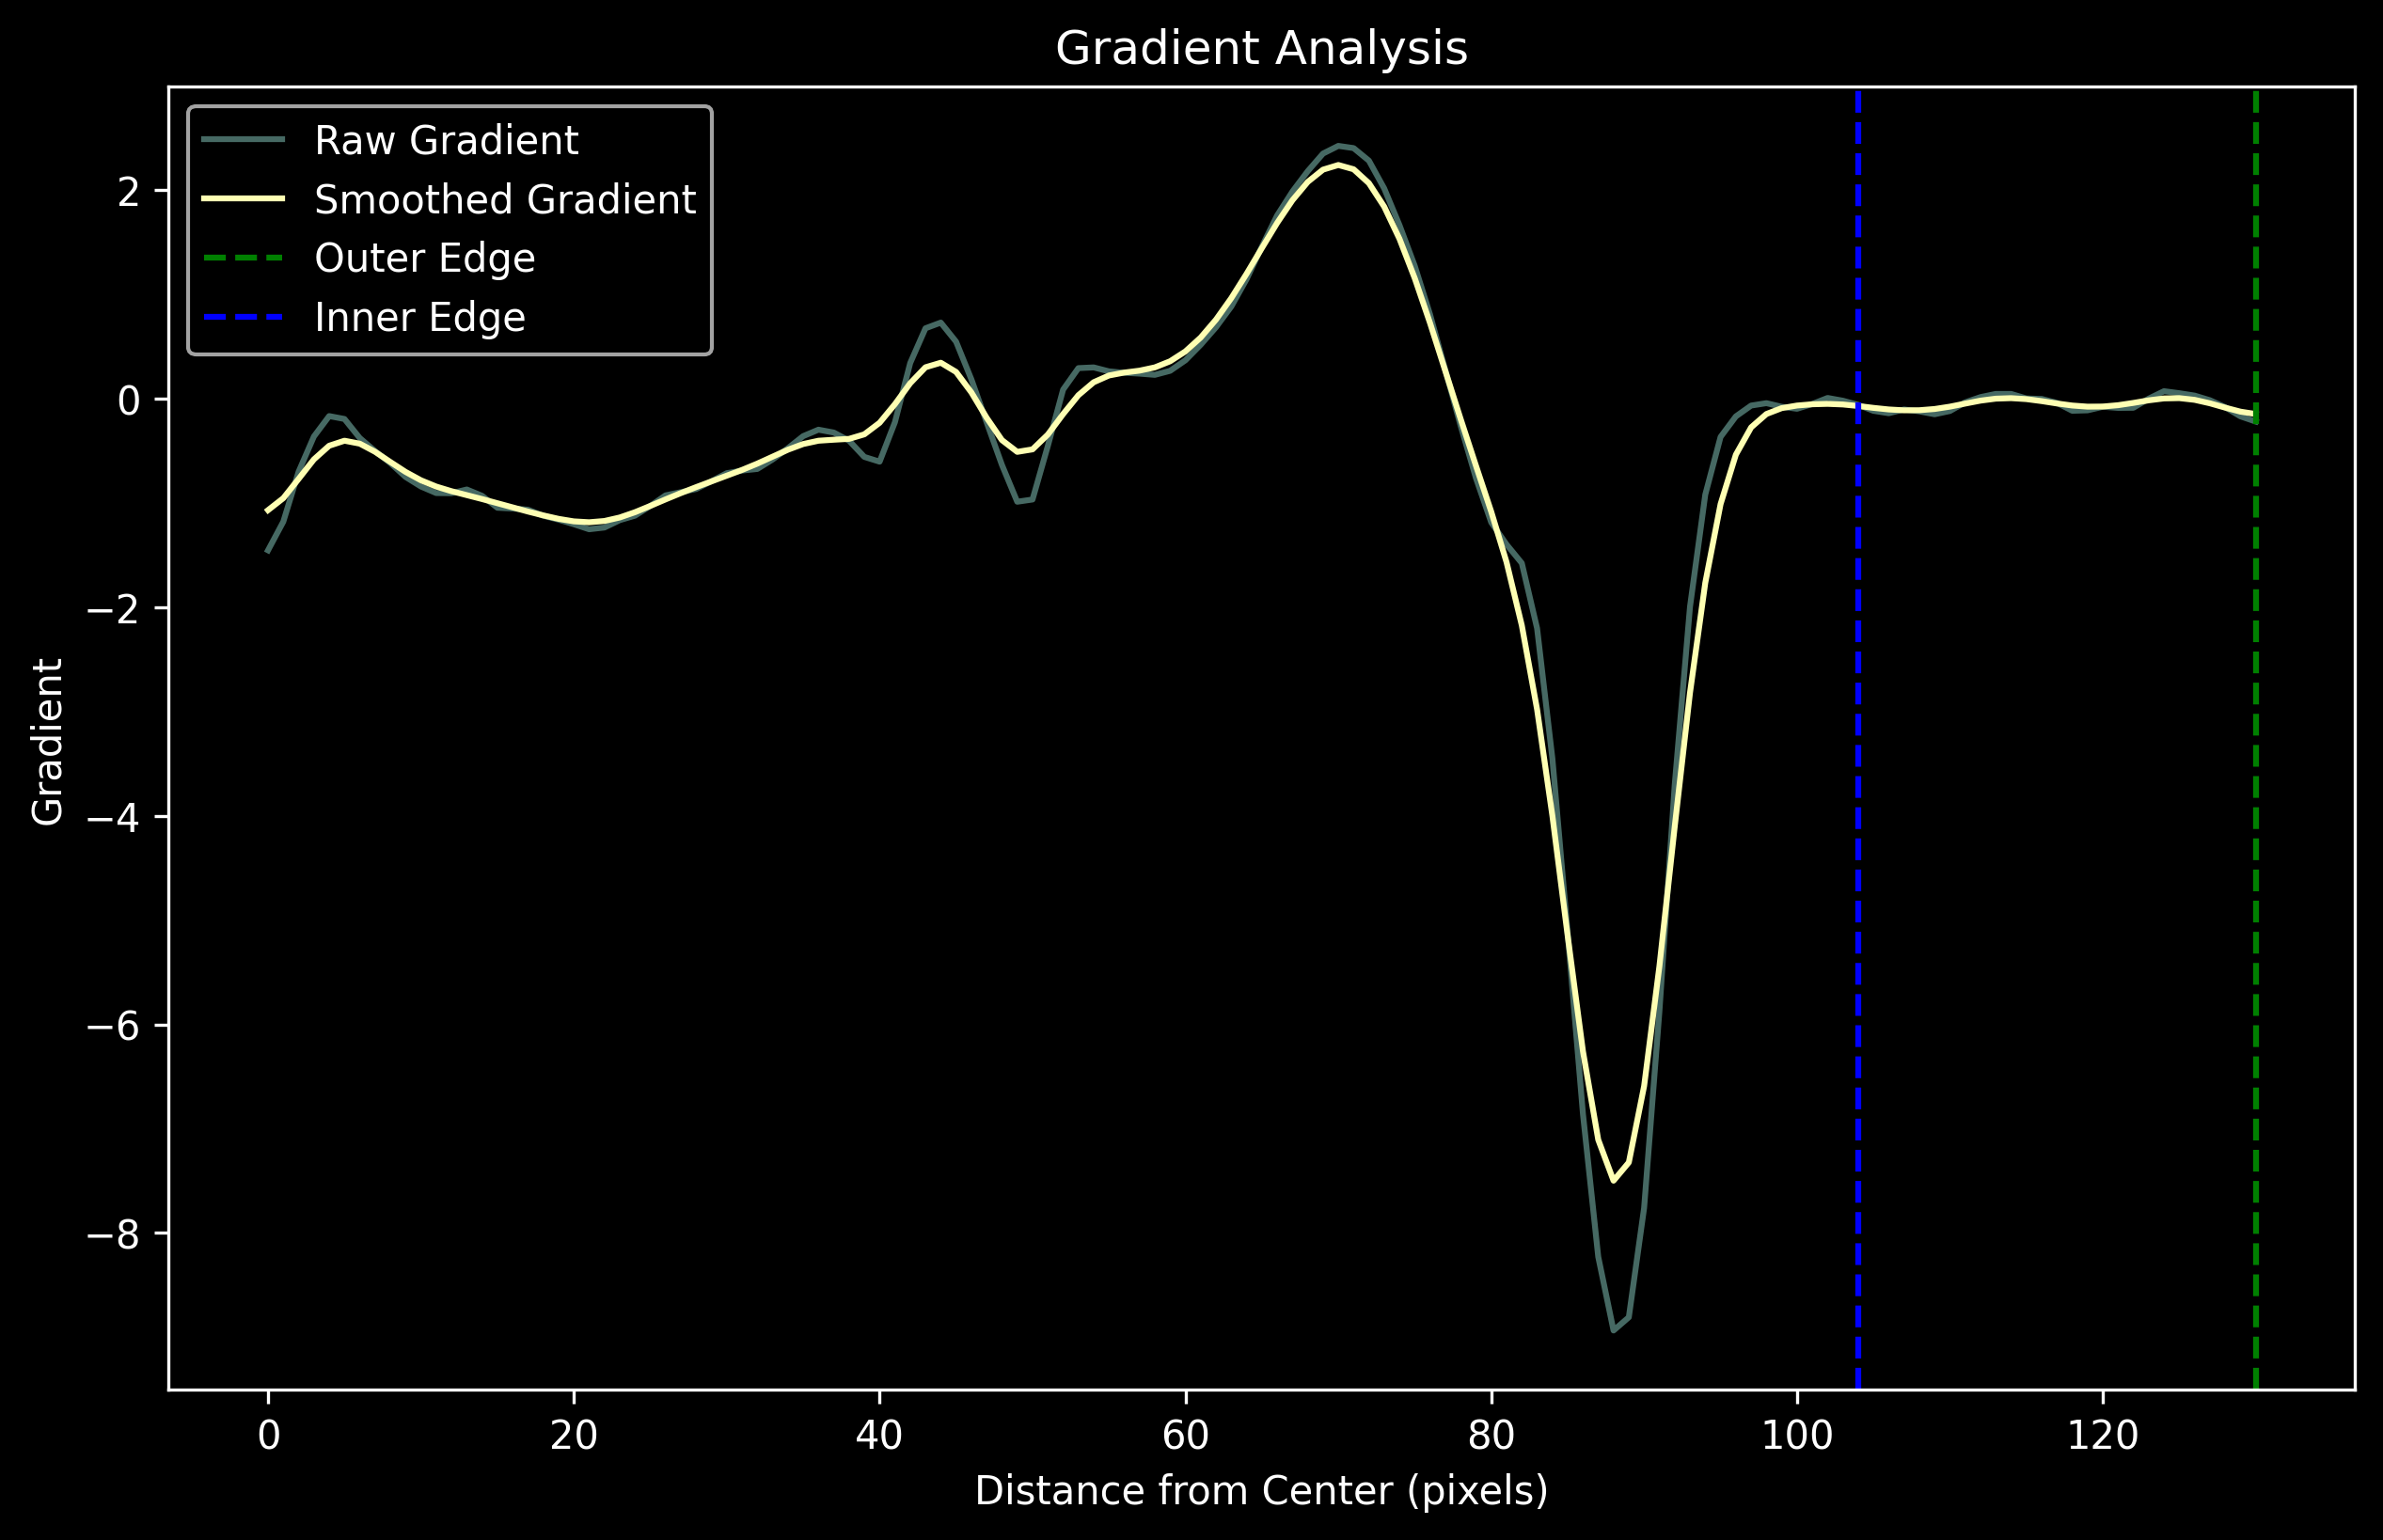 Gradient Analysis
Raw Gradient
Smoothed Gradient
Outer Edge
Inner Edge
2
0
−2
−4
−6
−8
Gradient
0 20 40 60 80 100 120
Distance from Center (pixels)